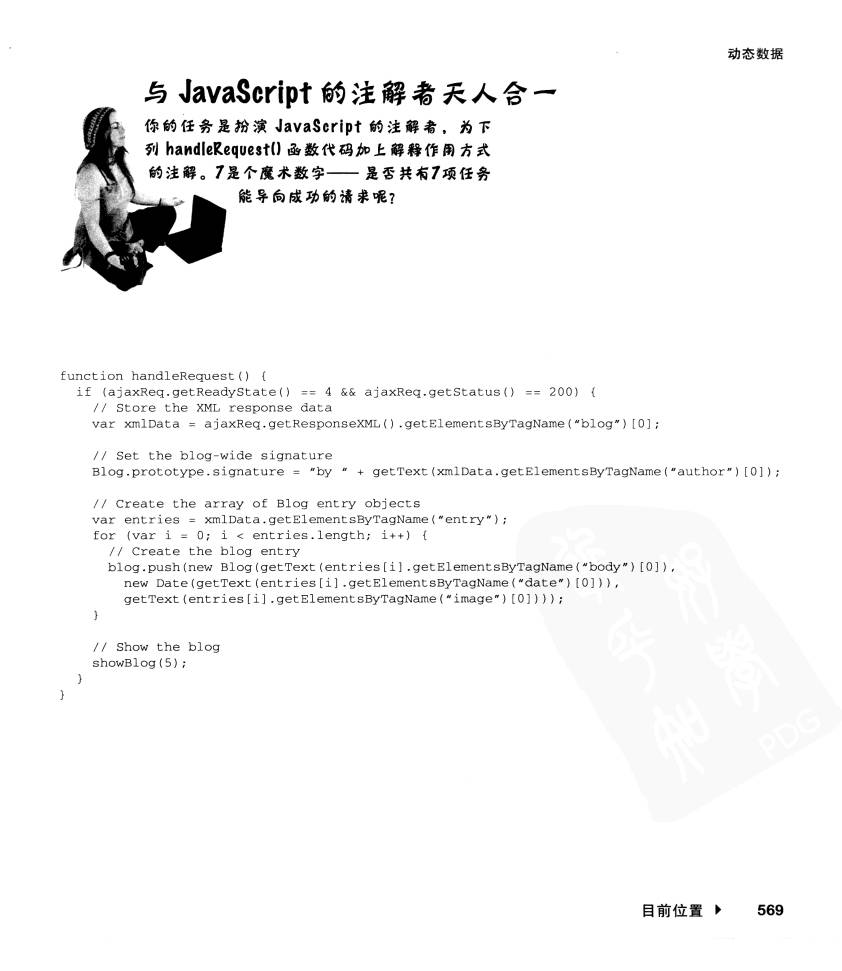 动态数据
与 JavaScript 的注解者天人合一
你的任务是扮演 JavaScript 的注解者，为下
列 handleRequest() 函数代码加上解释作用方式
的注解。7是个魔术数字—— 是否共有7项任务
能导向成功的请求呢？
function handleRequest() {
if (ajaxReq.getReadyState() == 4 && ajaxReq.getStatus() == 200) {
// Store the XML response data
var xmlData = ajaxReq.getResponseXML().getElementsByTagName("blog")[0];
// Set the blog-wide signature
Blog.prototype.signature = "by " + getText(xmlData.getElementsByTagName("author")[0]);
// Create the array of Blog entry objects
var entries = xmlData.getElementsByTagName("entry");
for (var i = 0; i < entries.length; i++) {
// Create the blog entry
blog.push(new Blog(getText(entries[i].getElementsByTagName("body")[0]),
new Date(getText(entries[i].getElementsByTagName("date")[0])),
getText(entries[i].getElementsByTagName("image")[0])));
}
// Show the blog
showBlog(5);
}
}
PDG
目前位置 ▶ 569